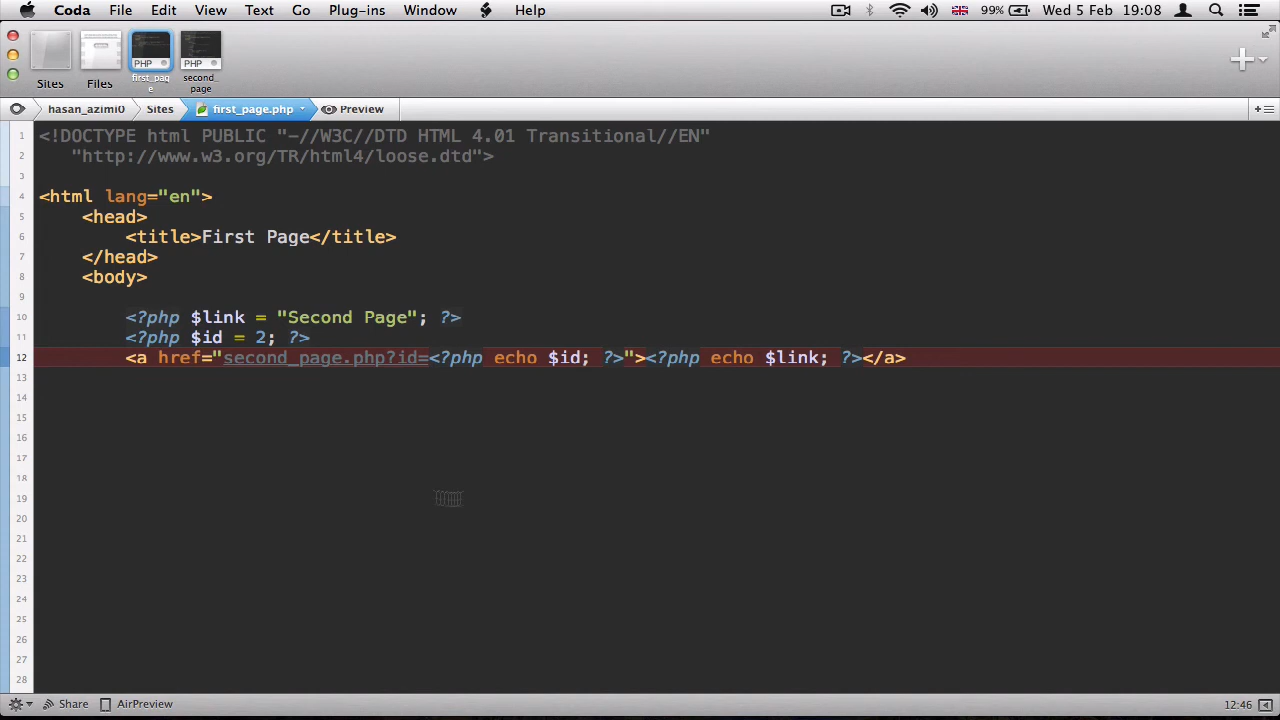 Coda File Edit View Text Go Plug-ins Window Help 99% Wed 5 Feb 19:08
PHP PHP
Sites Files first_pag e second_ page
hasan_azimi0 Sites first_page.php Preview
1 <!DOCTYPE html PUBLIC "-//W3C//DTD HTML 4.01 Transitional//EN"
2 "http://www.w3.org/TR/html4/loose.dtd">
3
4 <html lang="en">
5 <head>
6 <title>First Page</title>
7 </head>
8 <body>
9
10 <?php $link = "Second Page"; ?>
11 <?php $id = 2; ?>
12 <a href="second_page.php?id=<?php echo $id; ?>"><?php echo $link; ?></a>
13
14
15
16
17
18
19
20
21
22
23
24
25
26
27
28
Share AirPreview 12:46